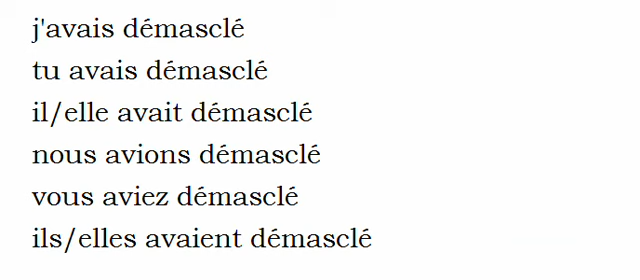 j'avais démasclé
tu avais démasclé
il/elle avait démasclé
nous avions démasclé
vous aviez démasclé
ils/elles avaient démasclé